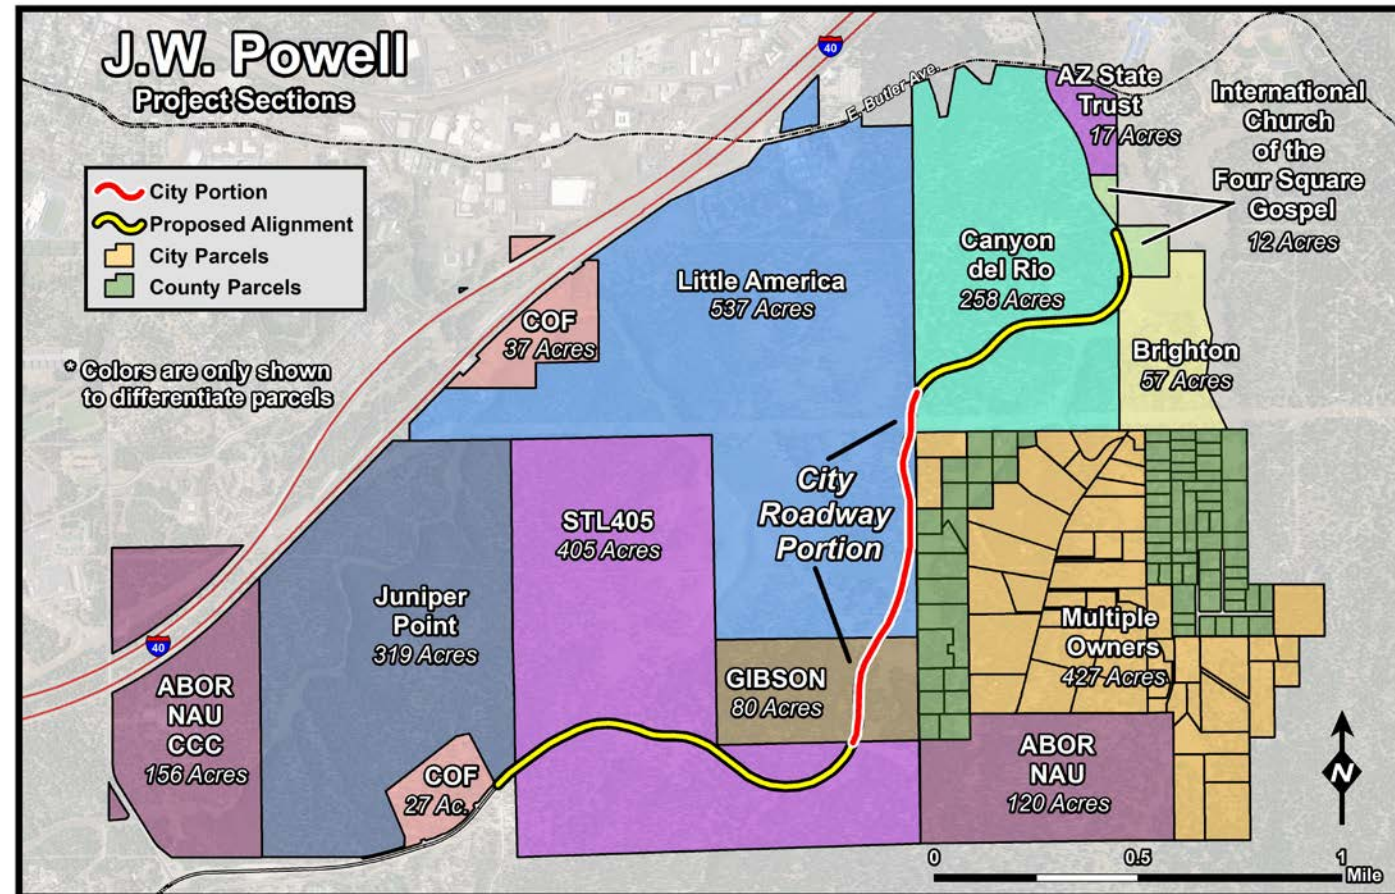 J.W. Powell
Project Sections
City Portion
Proposed Alignment
City Parcels
County Parcels
* Colors are only shown
to differentiate parcels
40
E. Butler Ave.
AZ State
Trust
17 Acres
International
Church
of the
Four Square
Gospel
12 Acres
Little America
537 Acres
Canyon
del Rio
258 Acres
COF
37 Acres
Brighton
57 Acres
City
Roadway
Portion
STL405
405 Acres
Juniper
Point
319 Acres
40
ABOR
NAU
CCC
156 Acres
GIBSON
80 Acres
Multiple
Owners
427 Acres
COF
27 Ac.
ABOR
NAU
120 Acres
N
0 0.5 1
Mile